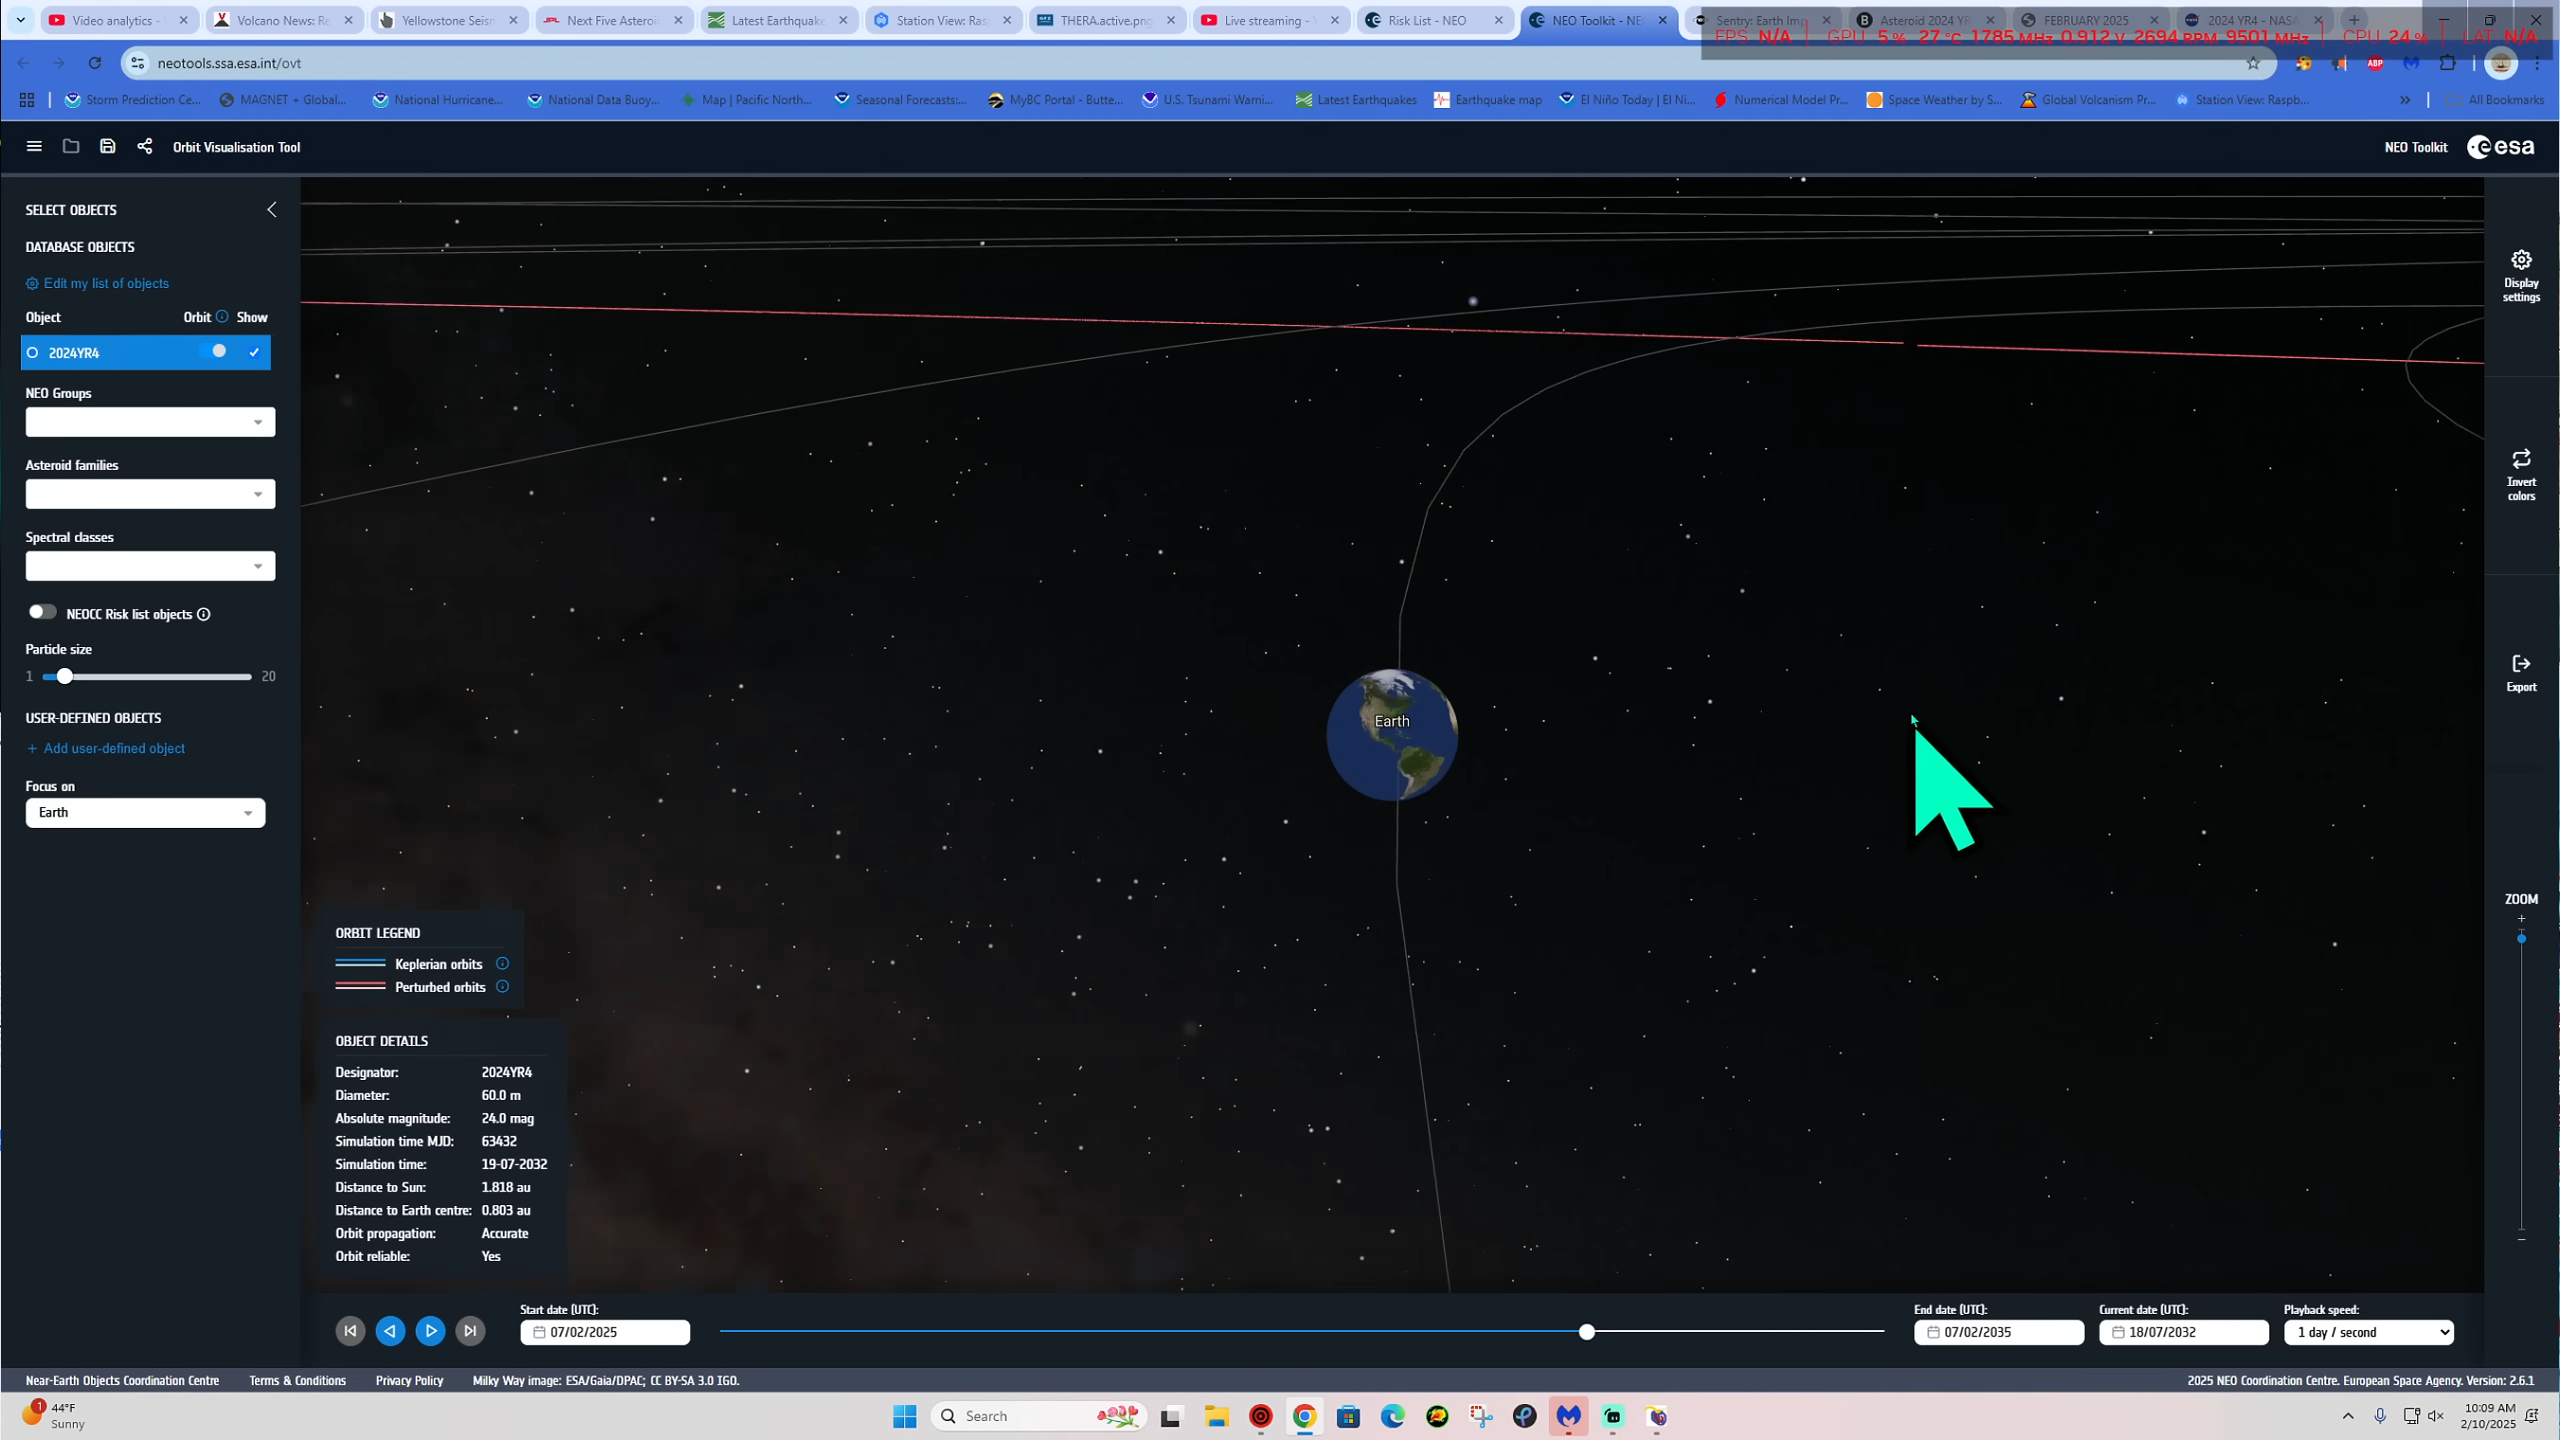 Video analytics -
Volcano News: Re
Yellowstone Seism
Next Five Asteroid
Latest Earthquake
Station View: Rasp
THERA.active.png
Live streaming - Y
Risk List - NEO
NEO Toolkit - NE
Sentry: Earth Imp
Asteroid 2024 YR
FEBRUARY 2025
2024 YR4 - NASA
FPS N/A GPU 5 % 27 °C 1785 MHz 0.912 V 2694 RPM 9501 MHz CPU 24 % LAT N/A
neotools.ssa.esa.int/ovt
ABP
Storm Prediction Ce...
MAGNET + Global...
National Hurricane...
National Data Buoy...
Map | Pacific North...
Seasonal Forecasts:...
MyBC Portal - Butte...
U.S. Tsunami Warni...
Latest Earthquakes
Earthquake map
El Niño Today | El Ni...
Numerical Model Pr...
Space Weather by S...
Global Volcanism Pr...
Station View: Raspb...
All Bookmarks
Orbit Visualisation Tool
NEO Toolkit
esa
SELECT OBJECTS
DATABASE OBJECTS
Edit my list of objects
Object Orbit Show
2024YR4
NEO Groups
Asteroid families
Spectral classes
NEOCC Risk list objects
Particle size
1 20
USER-DEFINED OBJECTS
+ Add user-defined object
Focus on
Earth
Earth
Display
settings
Invert
colors
Export
ZOOM
+
−
ORBIT LEGEND
Keplerian orbits
Perturbed orbits
OBJECT DETAILS
Designator: 2024YR4
Diameter: 60.0 m
Absolute magnitude: 24.0 mag
Simulation time MJD: 63432
Simulation time: 19-07-2032
Distance to Sun: 1.818 au
Distance to Earth centre: 0.803 au
Orbit propagation: Accurate
Orbit reliable: Yes
Start date (UTC):
07/02/2025
End date (UTC):
07/02/2035
Current date (UTC):
18/07/2032
Playback speed:
1 day / second
Near-Earth Objects Coordination Centre
Terms & Conditions
Privacy Policy
Milky Way image: ESA/Gaia/DPAC; CC BY-SA 3.0 IGO.
2025 NEO Coordination Centre. European Space Agency. Version: 2.6.1
1
44°F
Sunny
Search
10:09 AM
2/10/2025